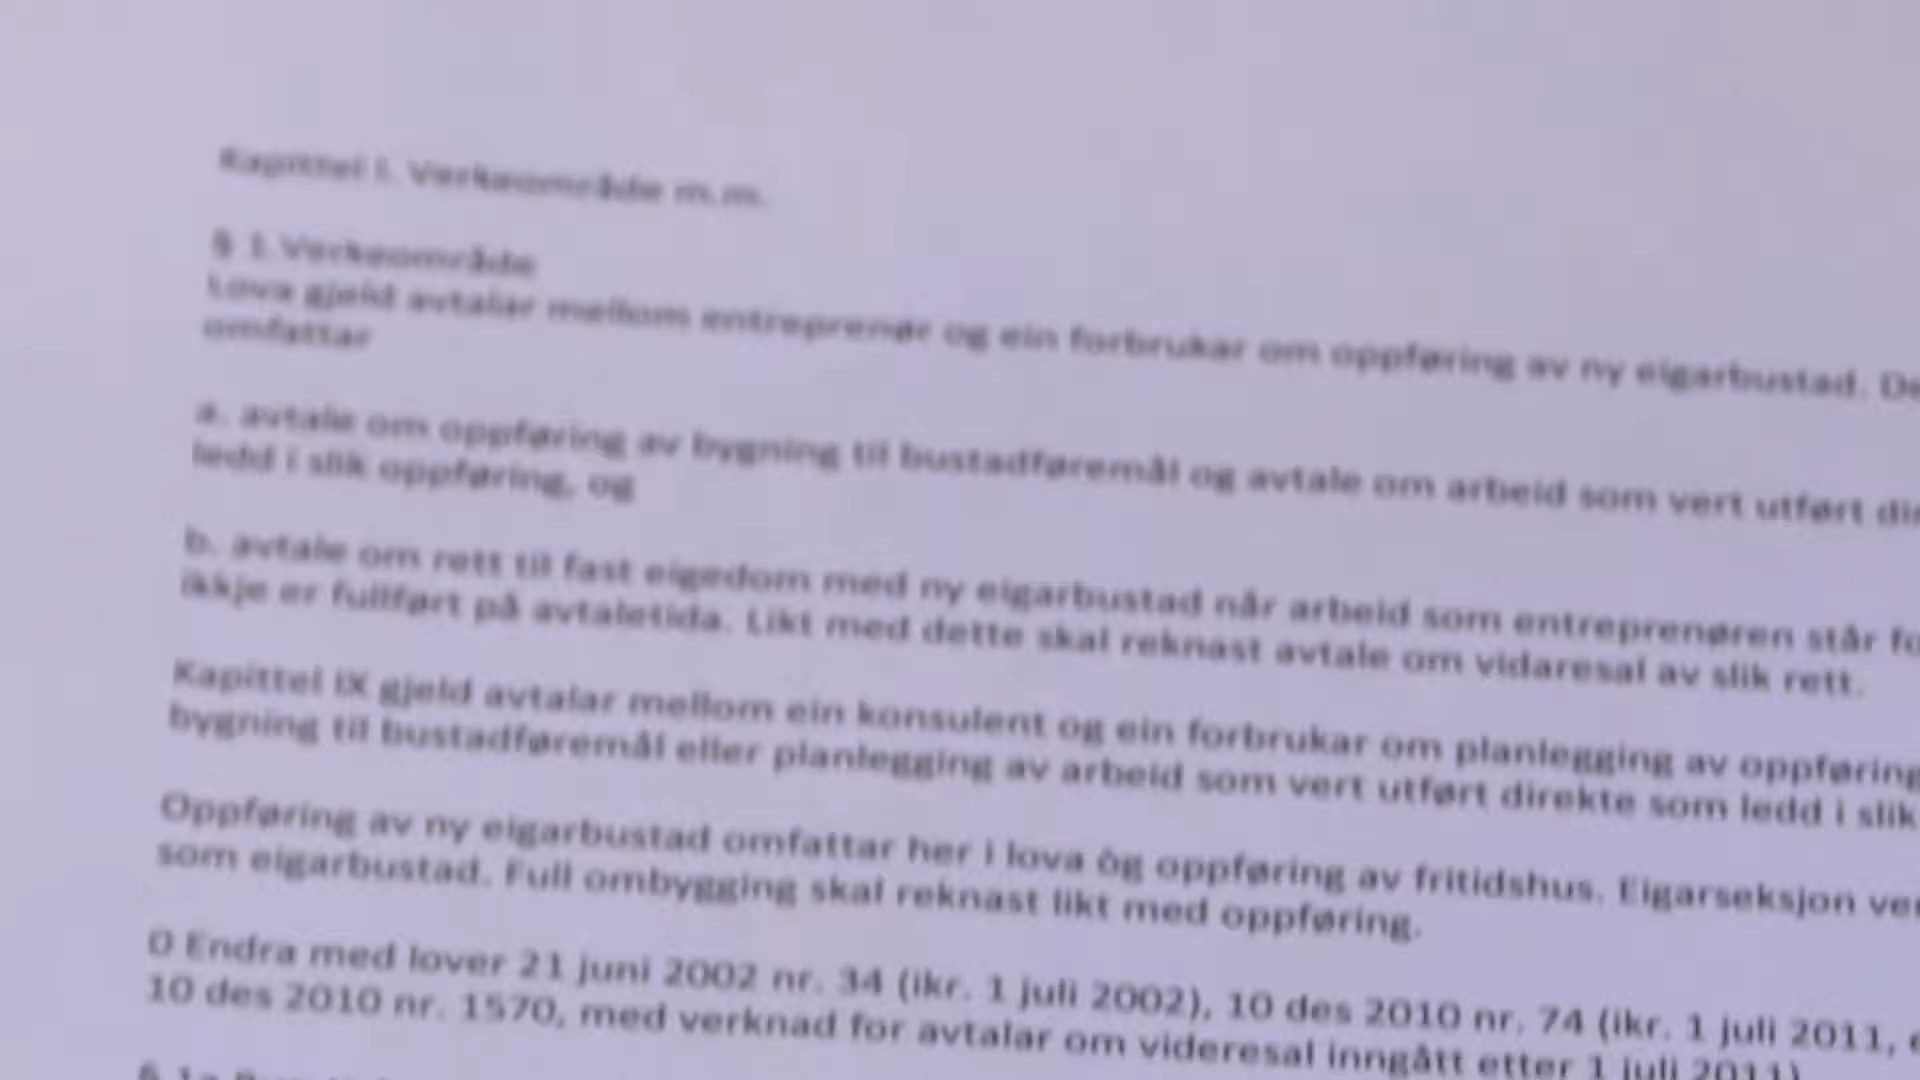 Kapittel I. Verkeområde m.m.
§ 1. Verkeområde
Lova gjeld avtalar mellom entreprenør og ein forbrukar om oppføring av ny eigarbustad. De
omfattar
a. avtale om oppføring av bygning til bustadføremål og avtale om arbeid som vert utført dir
ledd i slik oppføring, og
b. avtale om rett til fast eigedom med ny eigarbustad når arbeid som entreprenøren står fo
ikkje er fullført på avtaletida. Likt med dette skal reknast avtale om vidaresal av slik rett.
Kapittel IX gjeld avtalar mellom ein konsulent og ein forbrukar om planlegging av oppføring
bygning til bustadføremål eller planlegging av arbeid som vert utført direkte som ledd i slik
Oppføring av ny eigarbustad omfattar her i lova òg oppføring av fritidshus. Eigarseksjon ver
som eigarbustad. Full ombygging skal reknast likt med oppføring.
0 Endra med lover 21 juni 2002 nr. 34 (ikr. 1 juli 2002), 10 des 2010 nr. 74 (ikr. 1 juli 2011, e
10 des 2010 nr. 1570, med verknad for avtalar om videresal inngått etter 1 juli 2011).
§ 1a